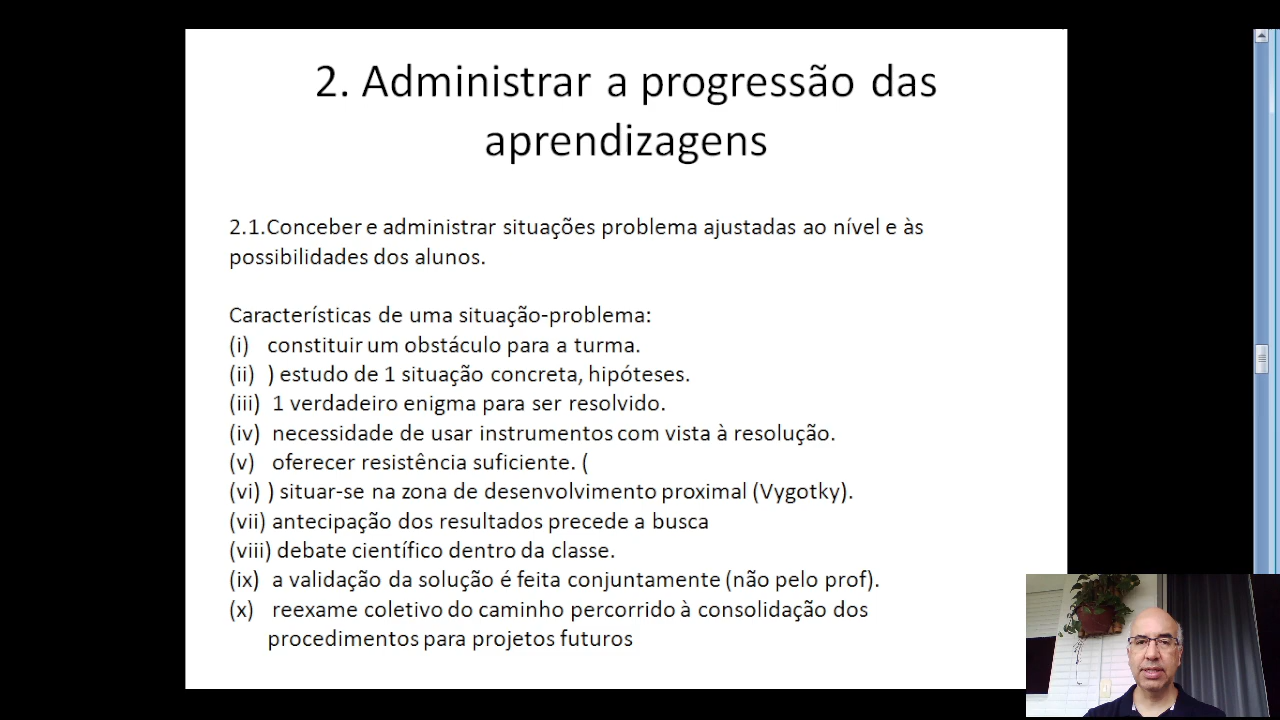 2. Administrar a progressão das
aprendizagens
2.1.Conceber e administrar situações problema ajustadas ao nível e às
possibilidades dos alunos.
Características de uma situação-problema:
(i) constituir um obstáculo para a turma.
(ii) ) estudo de 1 situação concreta, hipóteses.
(iii) 1 verdadeiro enigma para ser resolvido.
(iv) necessidade de usar instrumentos com vista à resolução.
(v) oferecer resistência suficiente. (
(vi) ) situar-se na zona de desenvolvimento proximal (Vygotky).
(vii) antecipação dos resultados precede a busca
(viii) debate científico dentro da classe.
(ix) a validação da solução é feita conjuntamente (não pelo prof).
(x) reexame coletivo do caminho percorrido à consolidação dos
procedimentos para projetos futuros